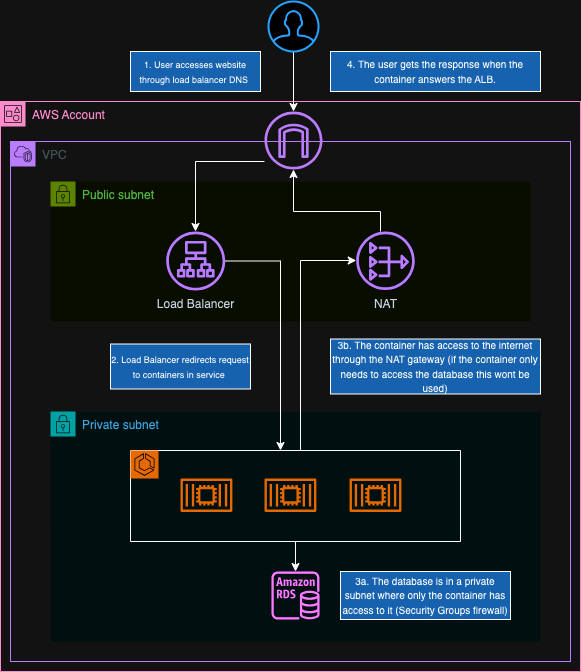 1. User accesses website
through load balancer DNS
4. The user gets the response when the
container answers the ALB.
AWS Account
VPC
Public subnet
Load Balancer
NAT
2. Load Balancer redirects request
to containers in service
3b. The container has access to the internet
through the NAT gateway (if the container only
needs to access the database this wont be
used)
Private subnet
Amazon
RDS
3a. The database is in a private
subnet where only the container has
access to it (Security Groups firewall)